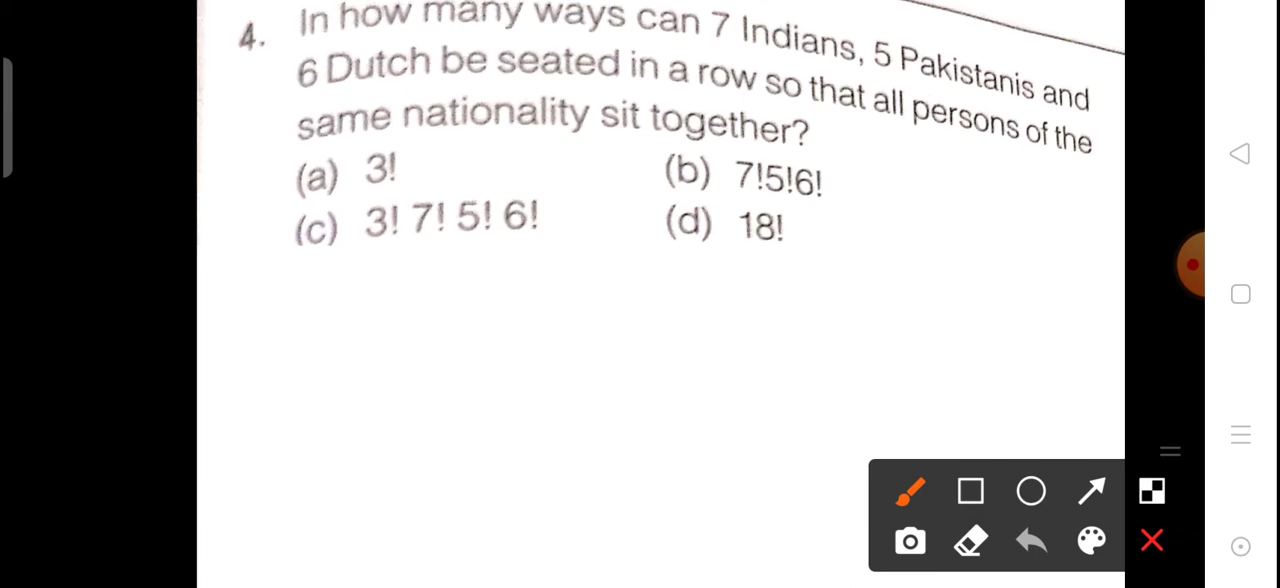 4. In how many ways can 7 Indians, 5 Pakistanis and
6 Dutch be seated in a row so that all persons of the
same nationality sit together?
(a) 3! (b) 7!5!6!
(c) 3! 7! 5! 6! (d) 18!